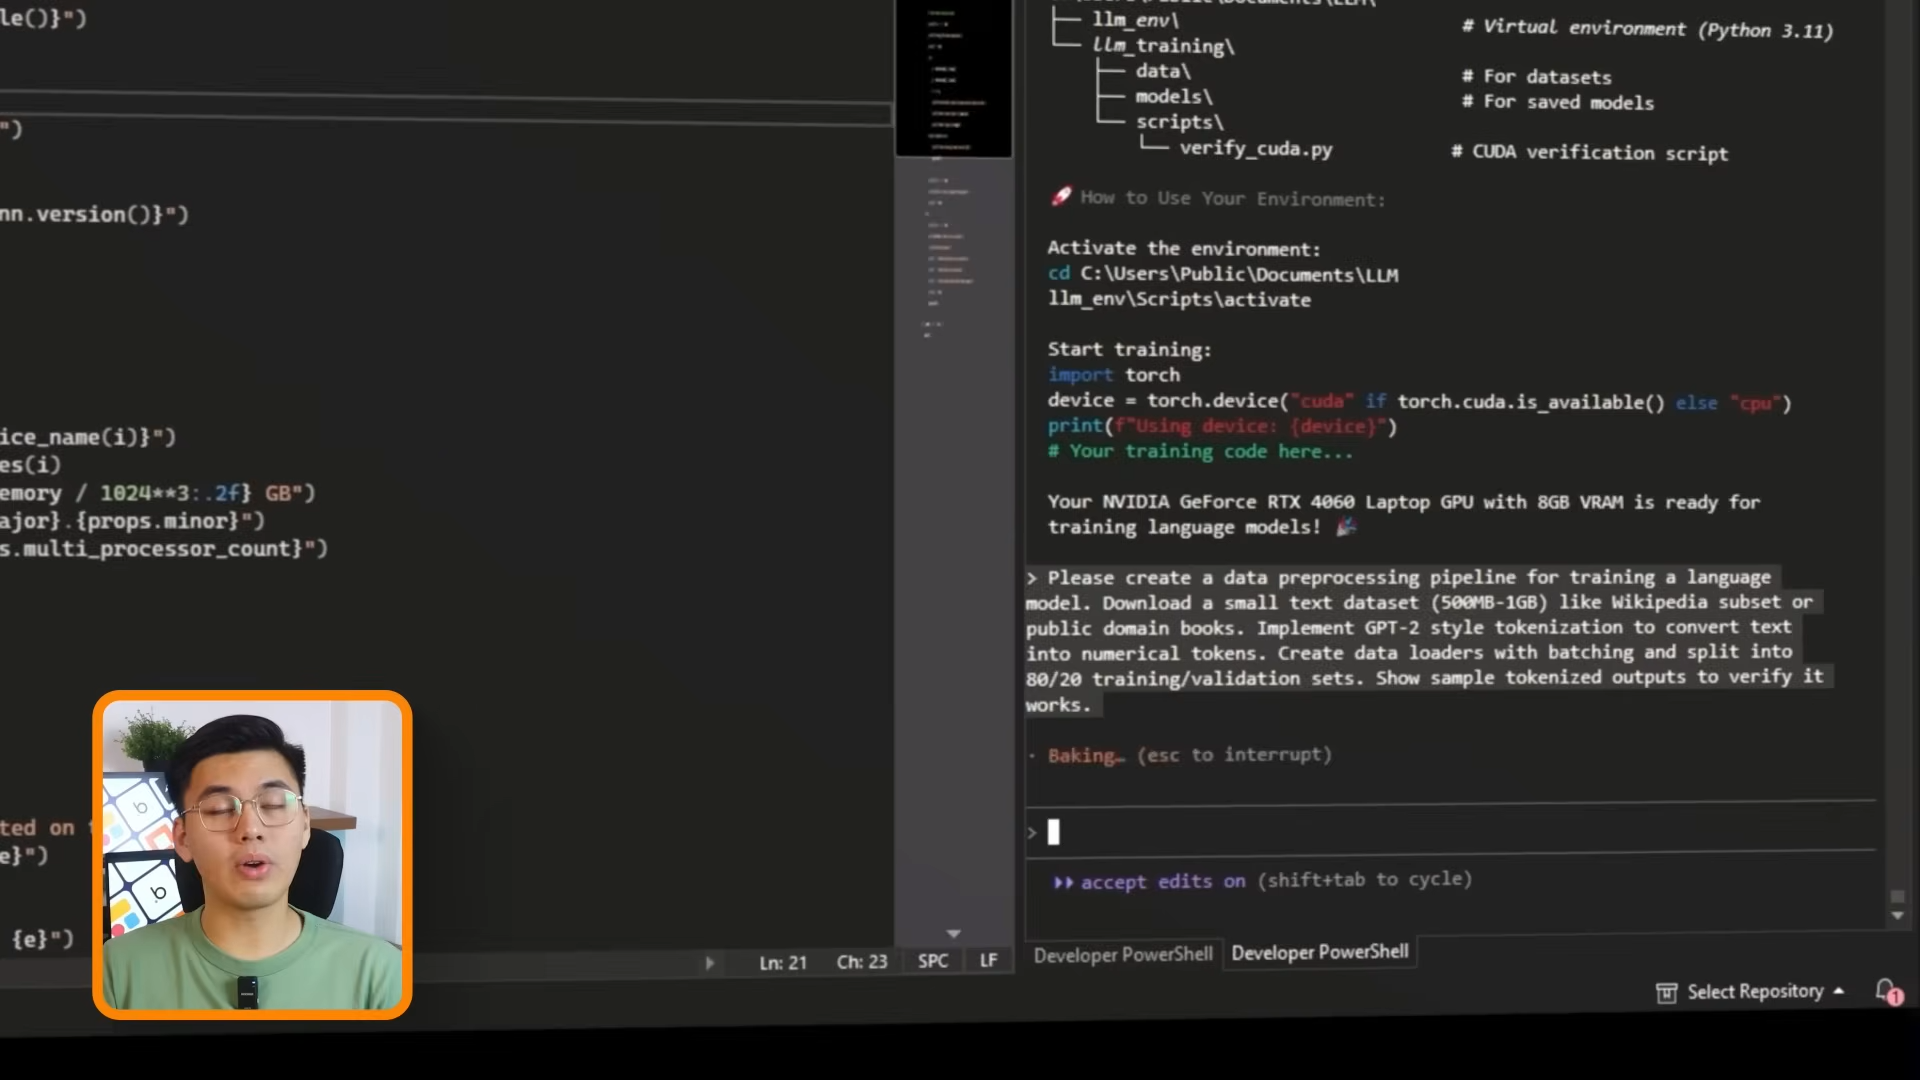 le()}")
")
nn.version()}")
ice_name(i)}")
es(i)
emory / 1024**3:.2f} GB")
ajor}.{props.minor}")
s.multi_processor_count}")
ted on
e}")
{e}")
Ln: 21 Ch: 23 SPC LF
├── llm_env\ # Virtual environment (Python 3.11)
└── llm_training\
├── data\ # For datasets
├── models\ # For saved models
└── scripts\
└── verify_cuda.py # CUDA verification script
🚀 How to Use Your Environment:
Activate the environment:
cd C:\Users\Public\Documents\LLM
llm_env\Scripts\activate
Start training:
import torch
device = torch.device("cuda" if torch.cuda.is_available() else "cpu")
print(f"Using device: {device}")
# Your training code here...
Your NVIDIA GeForce RTX 4060 Laptop GPU with 8GB VRAM is ready for
training language models! 🎉
> Please create a data preprocessing pipeline for training a language
model. Download a small text dataset (500MB-1GB) like Wikipedia subset or
public domain books. Implement GPT-2 style tokenization to convert text
into numerical tokens. Create data loaders with batching and split into
80/20 training/validation sets. Show sample tokenized outputs to verify it
works.
· Baking… (esc to interrupt)
>
▸▸ accept edits on (shift+tab to cycle)
Developer PowerShell Developer PowerShell
Select Repository 1